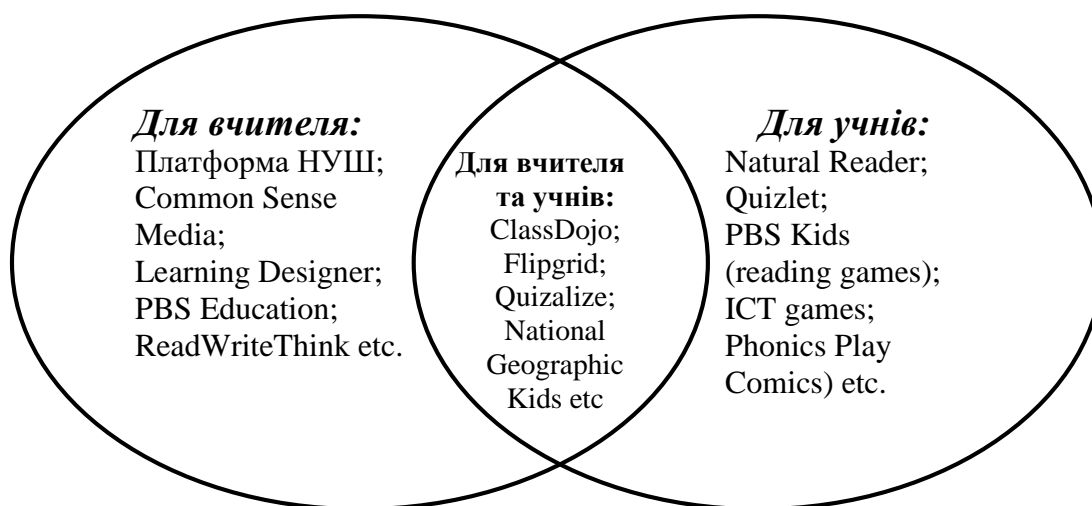 Для вчителя:
Платформа НУШ;
Common Sense
Media;
Learning Designer;
PBS Education;
ReadWriteThink etc.
Для вчителя
та учнів:
ClassDojo;
Flipgrid;
Quizalize;
National
Geographic
Kids etc
Для учнів:
Natural Reader;
Quizlet;
PBS Kids
(reading games);
ICT games;
Phonics Play
Comics) etc.